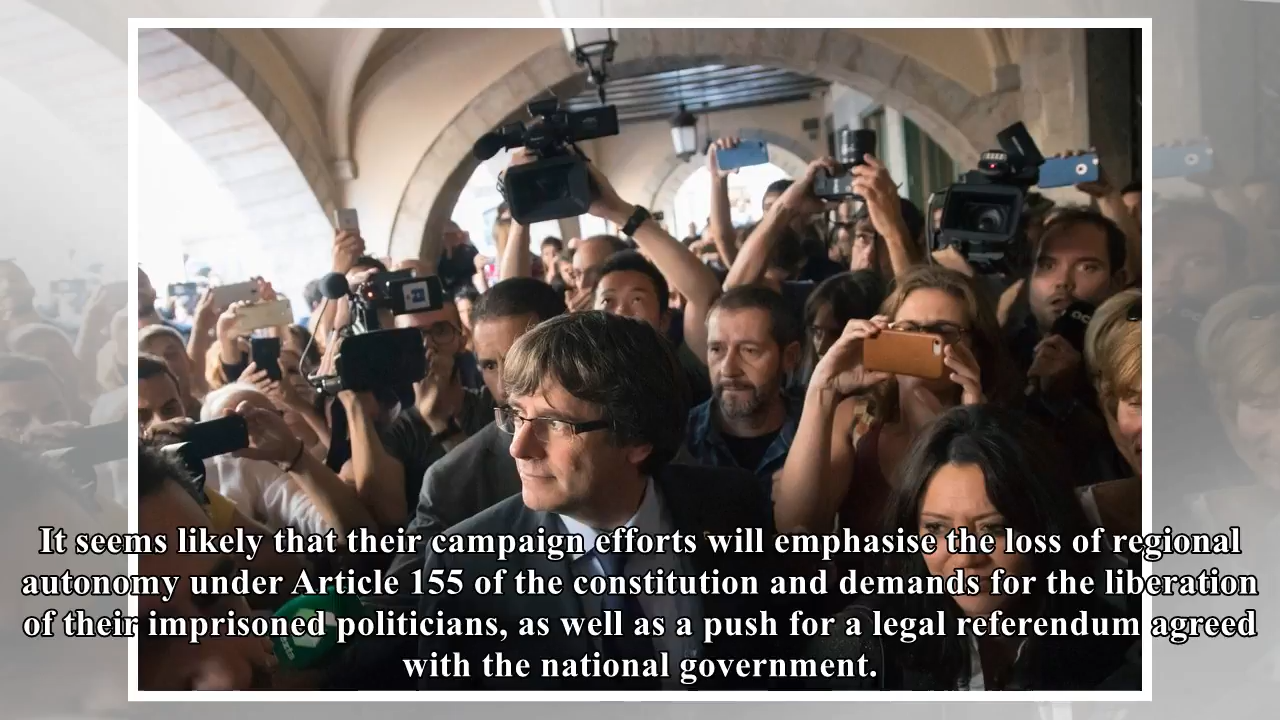 It seems likely that their campaign efforts will emphasise the loss of regional
autonomy under Article 155 of the constitution and demands for the liberation
of their imprisoned politicians, as well as a push for a legal referendum agreed
with the national government.